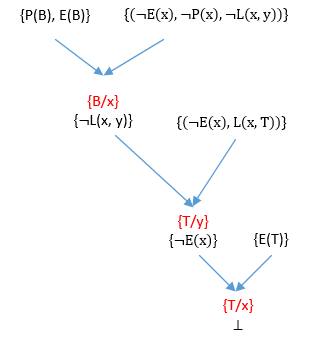 {P(B), E(B)} {(¬E(x), ¬P(x), ¬L(x, y))}
{B/x}
{¬L(x, y)} {(¬E(x), L(x, T))}
{T/y}
{¬E(x)} {E(T)}
{T/x}
⊥